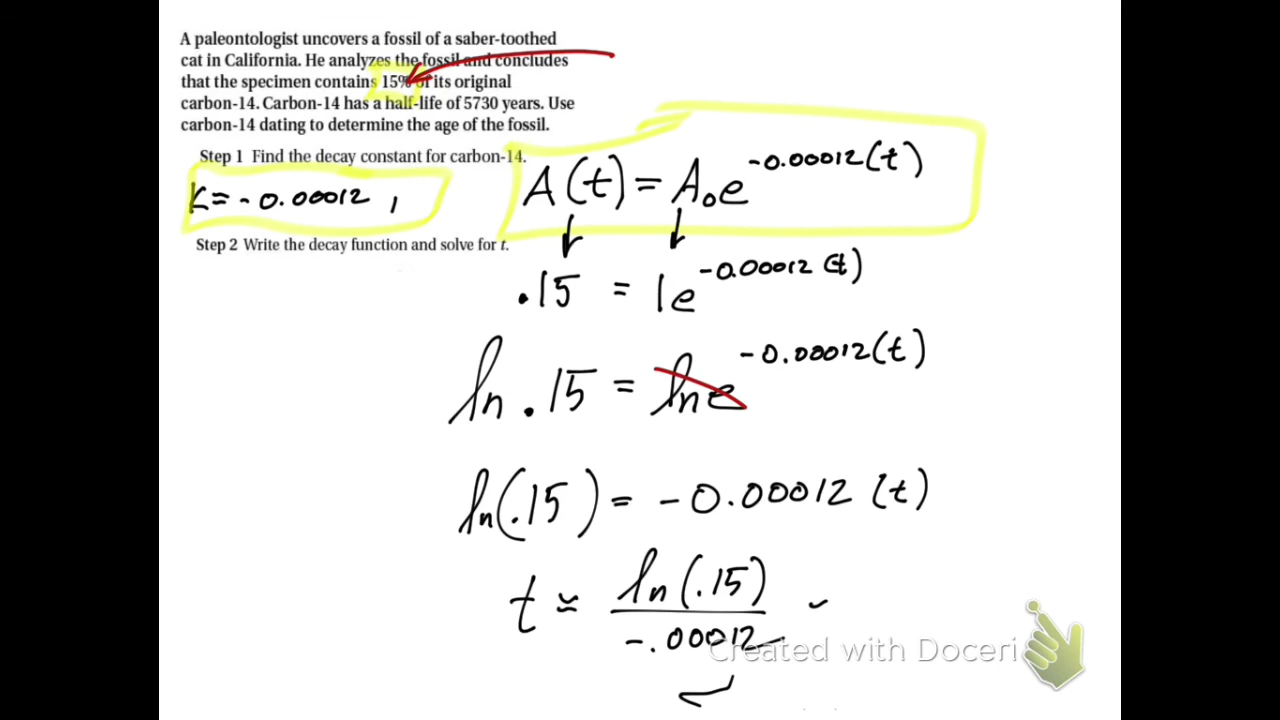 A paleontologist uncovers a fossil of a saber-toothed
cat in California. He analyzes the fossil and concludes
that the specimen contains 15% of its original
carbon-14. Carbon-14 has a half-life of 5730 years. Use
carbon-14 dating to determine the age of the fossil.
Step 1 Find the decay constant for carbon-14.
K = -0.00012,
A(t) = A₀e^-0.00012(t)
Step 2 Write the decay function and solve for t.
.15 = 1e^-0.00012(t)
ln .15 = ln e^-0.00012(t)
ln(.15) = -0.00012 (t)
t ≈ ln(.15) / -.00012 ~
Created with Doceri